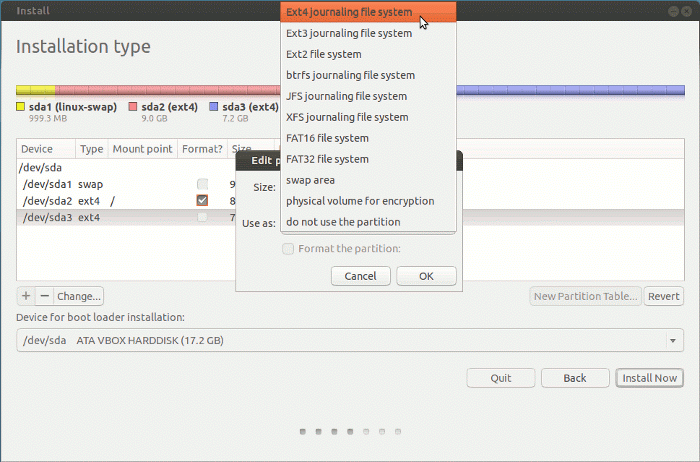 Install
Installation type
Ext4 journaling file system
Ext3 journaling file system
Ext2 file system
btrfs journaling file system
JFS journaling file system
XFS journaling file system
FAT16 file system
FAT32 file system
swap area
physical volume for encryption
do not use the partition
sda1 (linux-swap) sda2 (ext4) sda3 (ext4)
999.3 MB 9.0 GB 7.2 GB
Device Type Mount point Format? Size
/dev/sda
/dev/sda1 swap 9
/dev/sda2 ext4 / 8
/dev/sda3 ext4 7
Edit p
Size:
Use as:
Format the partition:
Cancel OK
+ − Change... New Partition Table... Revert
Device for boot loader installation:
/dev/sda ATA VBOX HARDDISK (17.2 GB)
Quit Back Install Now